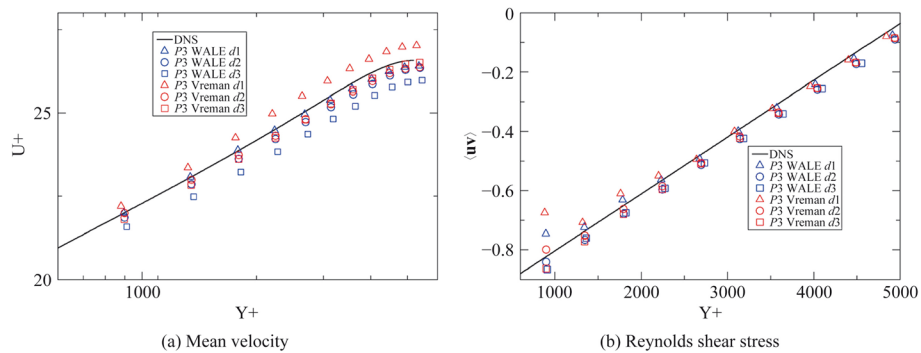 DNS
P3 WALE d1
P3 WALE d2
P3 WALE d3
P3 Vreman d1
P3 Vreman d2
P3 Vreman d3
25
20
U+
1000
Y+
(a) Mean velocity
0
−0.2
−0.4
−0.6
−0.8
⟨uv⟩
DNS
P3 WALE d1
P3 WALE d2
P3 WALE d3
P3 Vreman d1
P3 Vreman d2
P3 Vreman d3
1000 2000 3000 4000 5000
Y+
(b) Reynolds shear stress